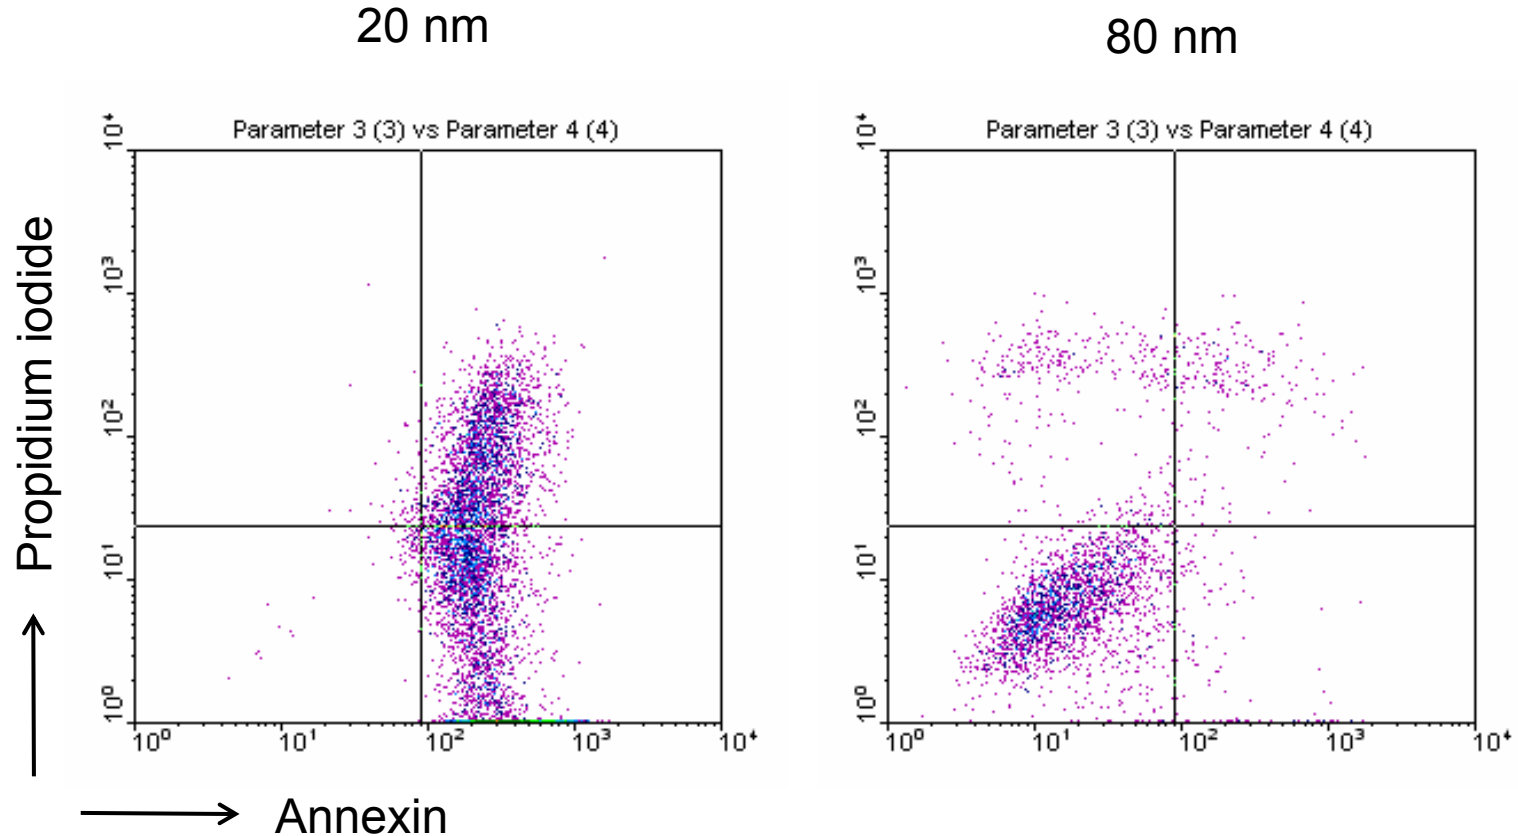 20 nm
80 nm
Parameter 3 (3) vs Parameter 4 (4)
Parameter 3 (3) vs Parameter 4 (4)
Propidium iodide
10⁴
10³
10²
10¹
10⁰
10⁰ 10¹ 10² 10³ 10⁴
10⁴
10³
10²
10¹
10⁰
10⁰ 10¹ 10² 10³ 10⁴
Annexin